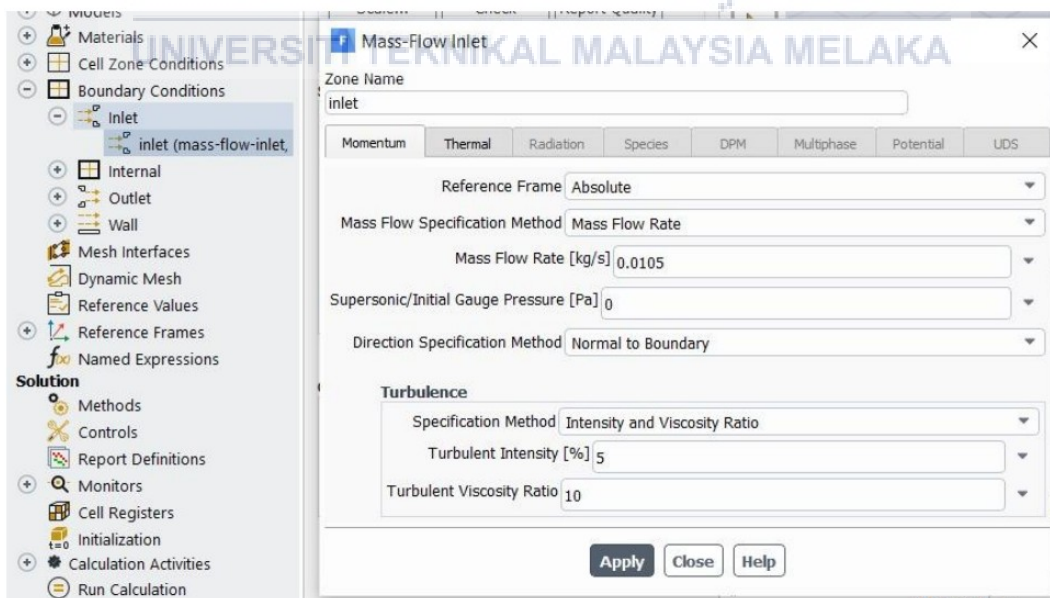 Models
Scale...
Check
Report Quality
Materials
Cell Zone Conditions
Boundary Conditions
Inlet
inlet (mass-flow-inlet,
Internal
Outlet
Wall
Mesh Interfaces
Dynamic Mesh
Reference Values
Reference Frames
Named Expressions
Solution
Methods
Controls
Report Definitions
Monitors
Cell Registers
Initialization
Calculation Activities
Run Calculation
UNIVERSITI TEKNIKAL MALAYSIA MELAKA
Mass-Flow Inlet
Zone Name
inlet
Momentum Thermal Radiation Species DPM Multiphase Potential UDS
Reference Frame Absolute
Mass Flow Specification Method Mass Flow Rate
Mass Flow Rate [kg/s] 0.0105
Supersonic/Initial Gauge Pressure [Pa] 0
Direction Specification Method Normal to Boundary
Turbulence
Specification Method Intensity and Viscosity Ratio
Turbulent Intensity [%] 5
Turbulent Viscosity Ratio 10
Apply Close Help